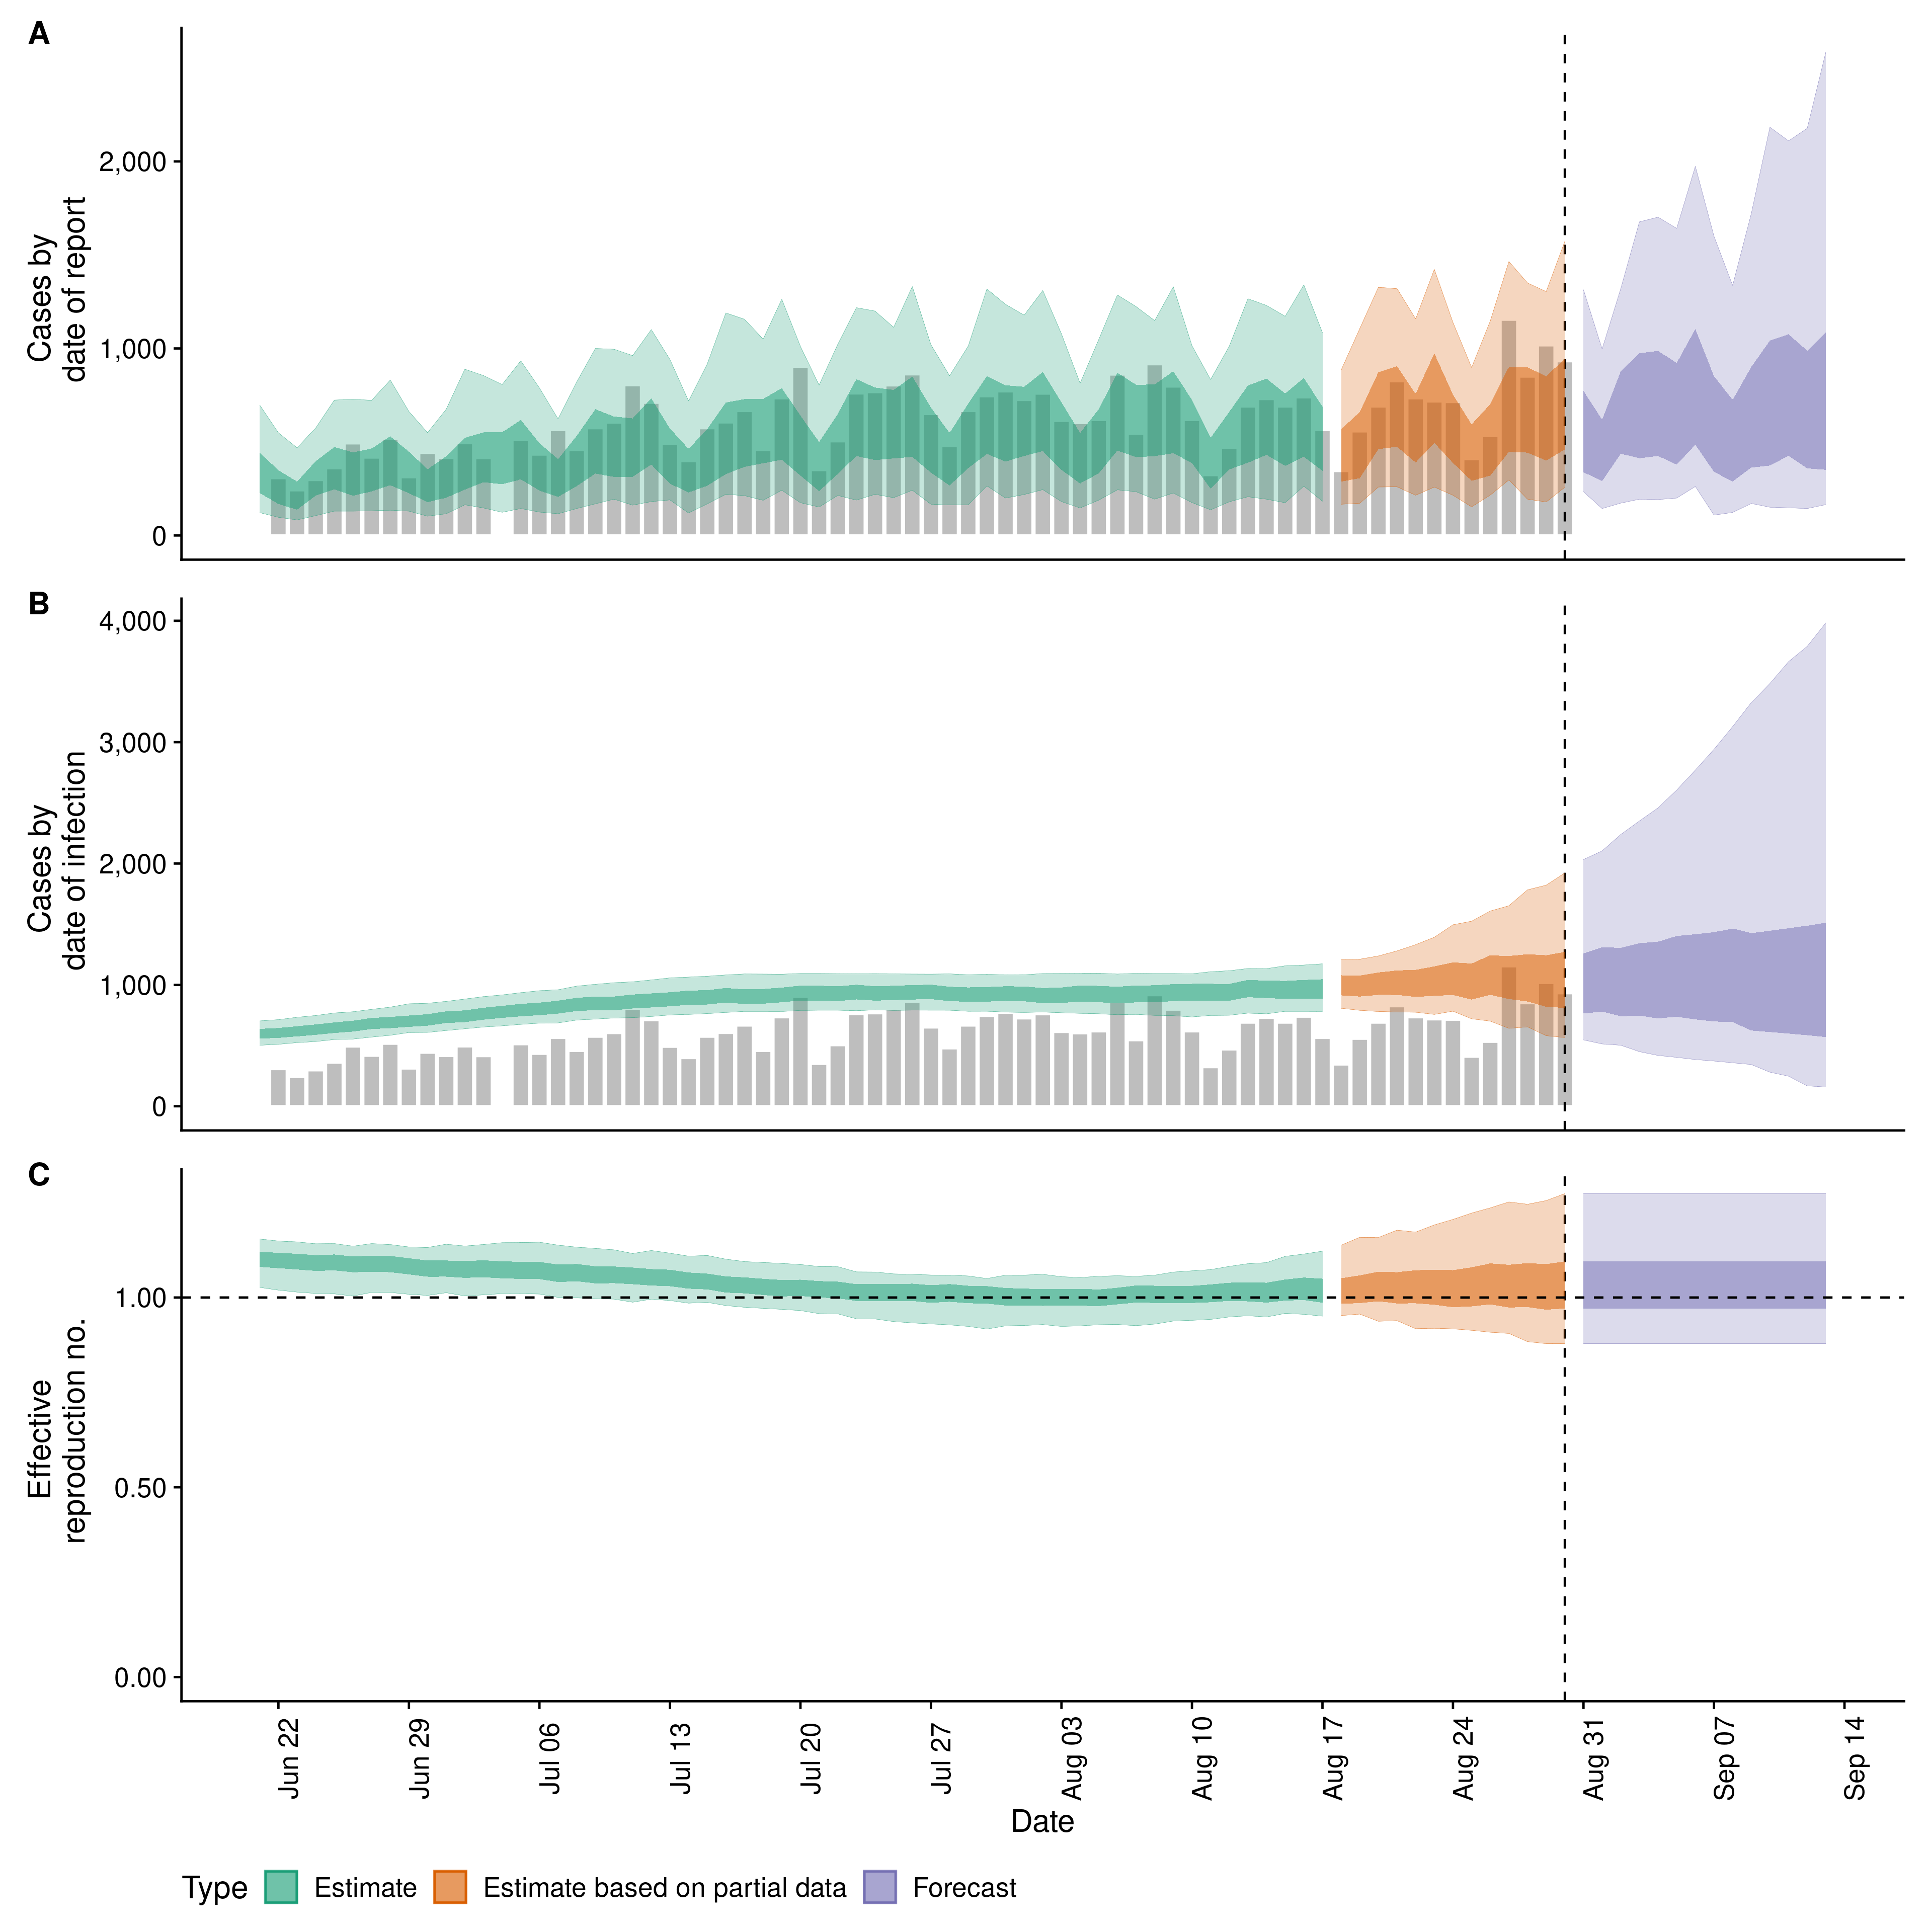 A
Cases by
date of report
2,000
1,000
0
B
Cases by
date of infection
4,000
3,000
2,000
1,000
0
C
Effective
reproduction no.
1.00
0.50
0.00
Jun 22
Jun 29
Jul 06
Jul 13
Jul 20
Jul 27
Aug 03
Aug 10
Aug 17
Aug 24
Aug 31
Sep 07
Sep 14
Date
Type Estimate Estimate based on partial data Forecast